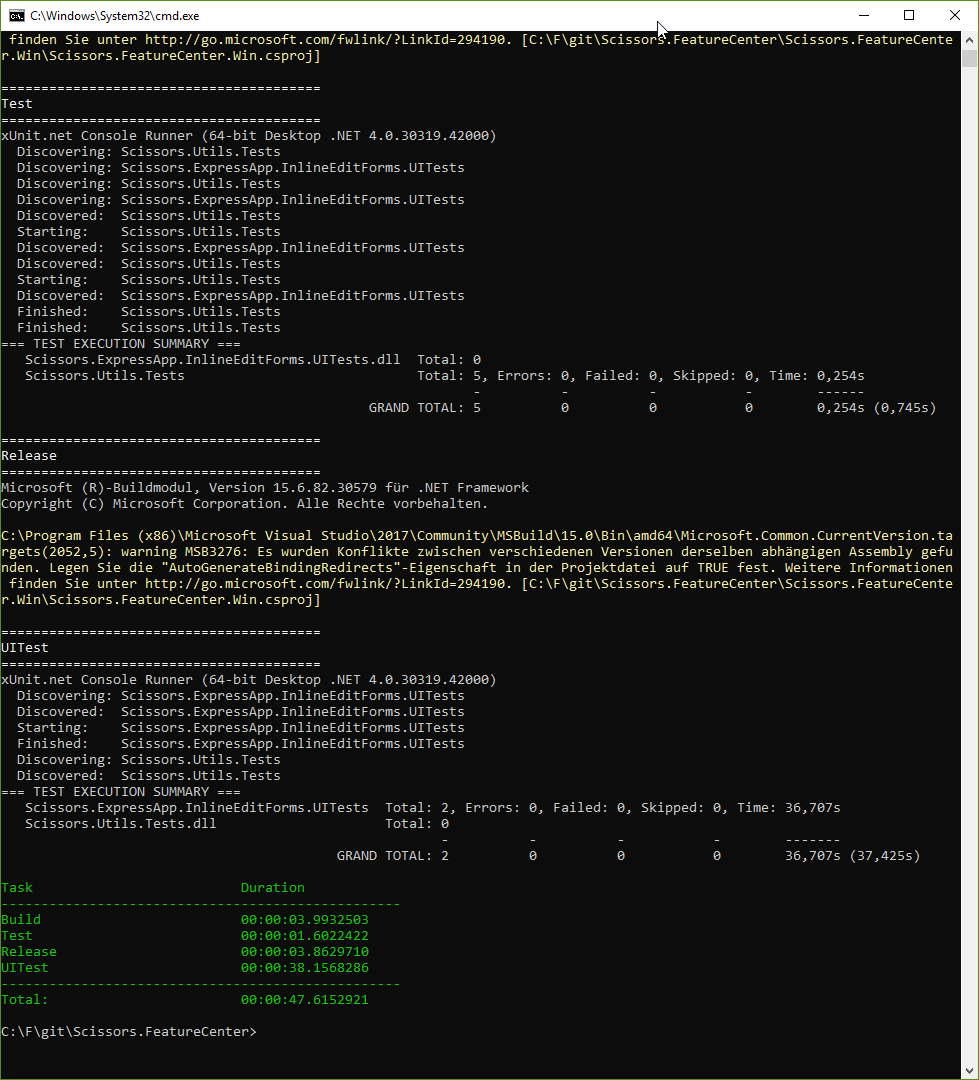 C:\Windows\System32\cmd.exe
 finden Sie unter http://go.microsoft.com/fwlink/?LinkId=294190. [C:\F\git\Scissors.FeatureCenter\Scissors.FeatureCente
r.Win\Scissors.FeatureCenter.Win.csproj]

========================================
Test
========================================
xUnit.net Console Runner (64-bit Desktop .NET 4.0.30319.42000)
  Discovering: Scissors.Utils.Tests
  Discovering: Scissors.ExpressApp.InlineEditForms.UITests
  Discovering: Scissors.Utils.Tests
  Discovering: Scissors.ExpressApp.InlineEditForms.UITests
  Discovered:  Scissors.Utils.Tests
  Starting:    Scissors.Utils.Tests
  Discovered:  Scissors.ExpressApp.InlineEditForms.UITests
  Discovered:  Scissors.Utils.Tests
  Starting:    Scissors.Utils.Tests
  Discovered:  Scissors.ExpressApp.InlineEditForms.UITests
  Finished:    Scissors.Utils.Tests
  Finished:    Scissors.Utils.Tests
=== TEST EXECUTION SUMMARY ===
   Scissors.ExpressApp.InlineEditForms.UITests.dll  Total: 0
   Scissors.Utils.Tests                             Total: 5, Errors: 0, Failed: 0, Skipped: 0, Time: 0,254s
                                                           -          -          -           -        ------
                                              GRAND TOTAL: 5          0          0           0        0,254s (0,745s)

========================================
Release
========================================
Microsoft (R)-Buildmodul, Version 15.6.82.30579 für .NET Framework
Copyright (C) Microsoft Corporation. Alle Rechte vorbehalten.

C:\Program Files (x86)\Microsoft Visual Studio\2017\Community\MSBuild\15.0\Bin\amd64\Microsoft.Common.CurrentVersion.ta
rgets(2052,5): warning MSB3276: Es wurden Konflikte zwischen verschiedenen Versionen derselben abhängigen Assembly gefu
nden. Legen Sie die "AutoGenerateBindingRedirects"-Eigenschaft in der Projektdatei auf TRUE fest. Weitere Informationen
 finden Sie unter http://go.microsoft.com/fwlink/?LinkId=294190. [C:\F\git\Scissors.FeatureCenter\Scissors.FeatureCente
r.Win\Scissors.FeatureCenter.Win.csproj]

========================================
UITest
========================================
xUnit.net Console Runner (64-bit Desktop .NET 4.0.30319.42000)
  Discovering: Scissors.ExpressApp.InlineEditForms.UITests
  Discovered:  Scissors.ExpressApp.InlineEditForms.UITests
  Starting:    Scissors.ExpressApp.InlineEditForms.UITests
  Finished:    Scissors.ExpressApp.InlineEditForms.UITests
  Discovering: Scissors.Utils.Tests
  Discovered:  Scissors.Utils.Tests
=== TEST EXECUTION SUMMARY ===
   Scissors.ExpressApp.InlineEditForms.UITests  Total: 2, Errors: 0, Failed: 0, Skipped: 0, Time: 36,707s
   Scissors.Utils.Tests.dll                     Total: 0
                                                       -          -          -           -        -------
                                          GRAND TOTAL: 2          0          0           0        36,707s (37,425s)

Task                          Duration
--------------------------------------------------
Build                         00:00:03.9932503
Test                          00:00:01.6022422
Release                       00:00:03.8629710
UITest                        00:00:38.1568286
--------------------------------------------------
Total:                        00:00:47.6152921

C:\F\git\Scissors.FeatureCenter>